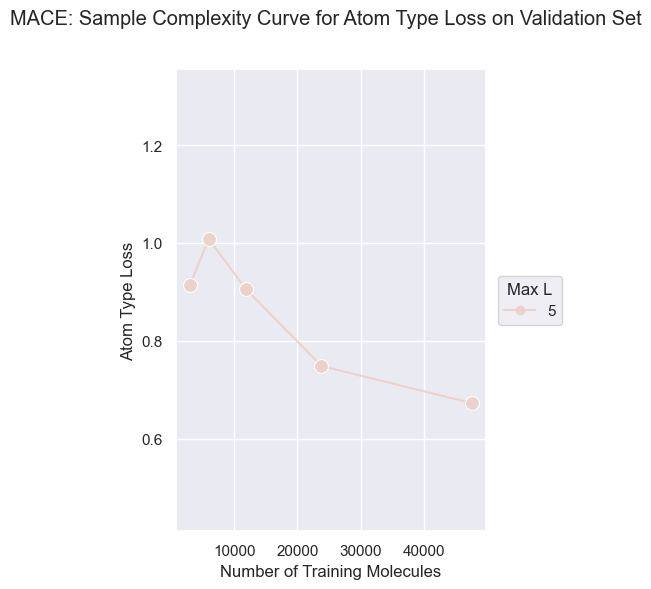 MACE: Sample Complexity Curve for Atom Type Loss on Validation Set
1.2
1.0
0.8
0.6
Atom Type Loss
10000 20000 30000 40000
Number of Training Molecules
Max L
5